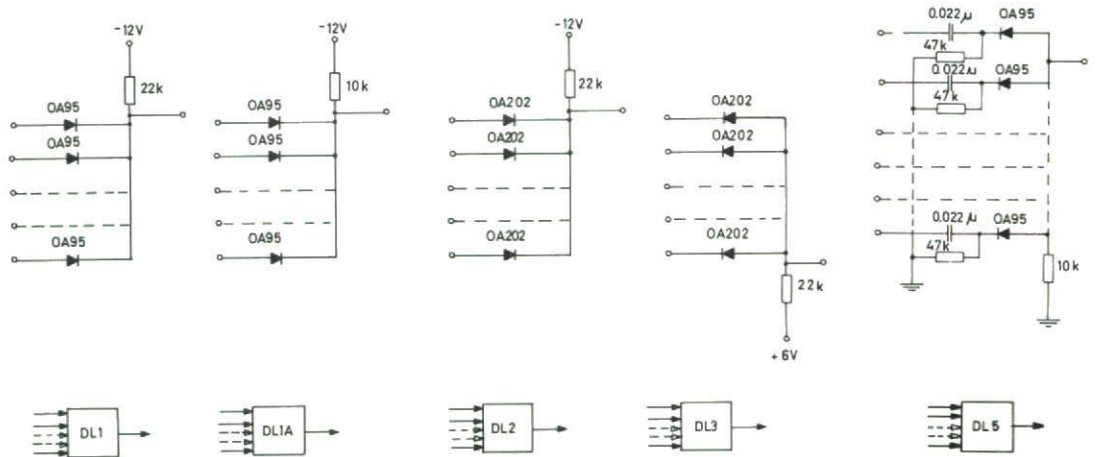 -12V
22k
OA95
OA95
OA95
DL1
-12V
10k
OA95
OA95
OA95
DL1A
-12V
22k
OA202
OA202
OA202
DL2
OA202
OA202
OA202
22k
+6V
DL3
0.022μ
OA95
47k
0.022μ
OA95
47k
0.022μ
OA95
47k
10k
DL5